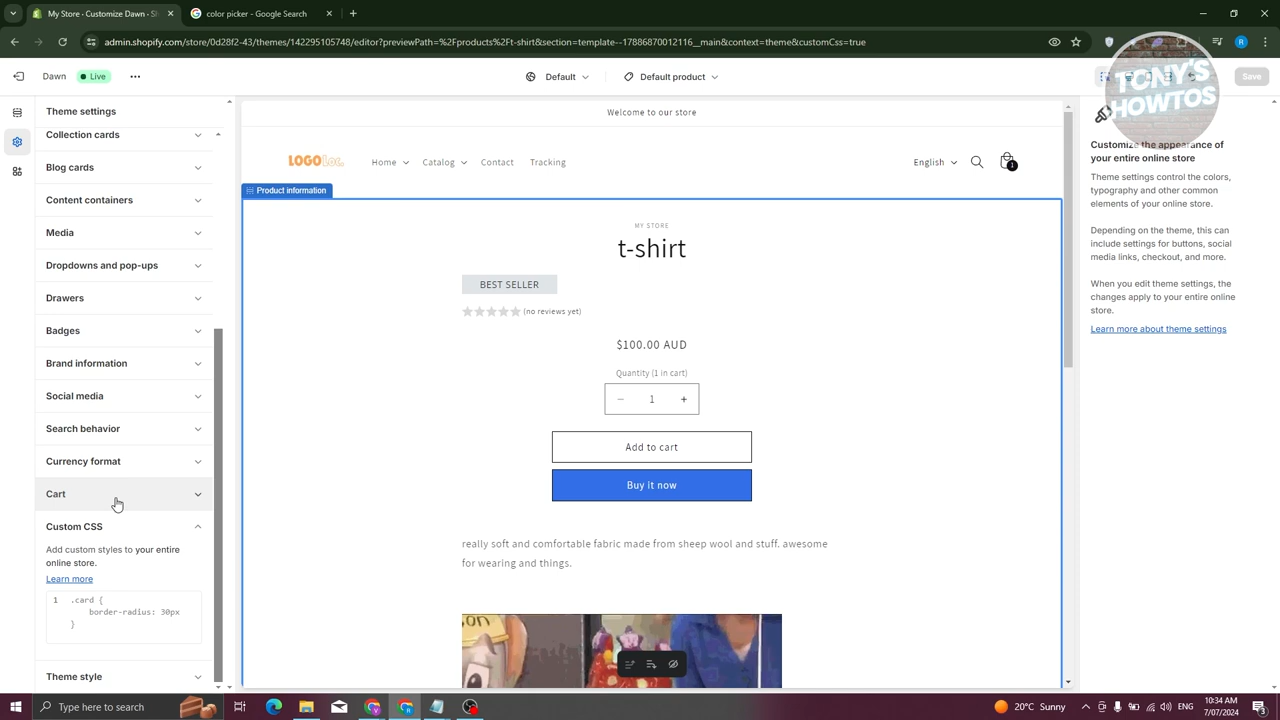 My Store · Customize Dawn · Sh
color picker - Google Search
admin.shopify.com/store/0d28f2-43/themes/142295105748/editor?previewPath=%2Fproducts%2Ft-shirt&section=template--17886870012116__main&context=theme&customCss=true
Dawn
Live
Default
Default product
Save
TONY'S
HOWTOS
Theme settings
Collection cards
Blog cards
Content containers
Media
Dropdowns and pop-ups
Drawers
Badges
Brand information
Social media
Search behavior
Currency format
Cart
Custom CSS
Add custom styles to your entire
online store.
Learn more
1 .card {
border-radius: 30px
}
Theme style
Welcome to our store
Home
Catalog
Contact
Tracking
English
1
Product information
MY STORE
t-shirt
BEST SELLER
(no reviews yet)
$100.00 AUD
Quantity (1 in cart)
1
Add to cart
Buy it now
really soft and comfortable fabric made from sheep wool and stuff. awesome
for wearing and things.
Customize the appearance of
your entire online store
Theme settings control the colors,
typography and other common
elements of your online store.
Depending on the theme, this can
include settings for buttons, social
media links, checkout, and more.
When you edit theme settings, the
changes apply to your entire online
store.
Learn more about theme settings
Type here to search
20°C Sunny
10:34 AM
7/07/2024